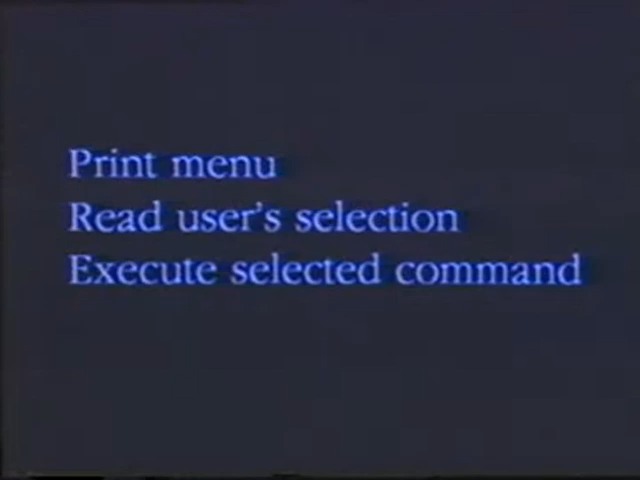 Print menu
Read user's selection
Execute selected command